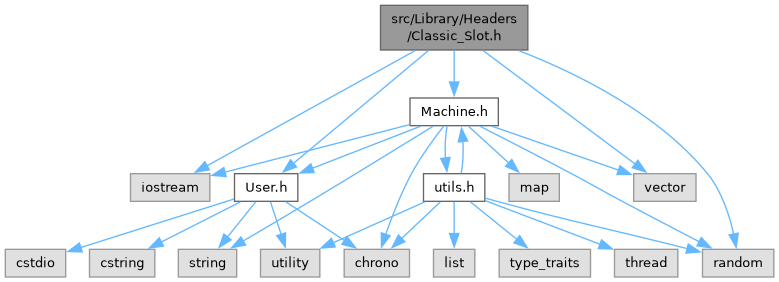 src/Library/Headers
/Classic_Slot.h
Machine.h
iostream
User.h
utils.h
map
vector
cstdio
cstring
string
utility
chrono
list
type_traits
thread
random